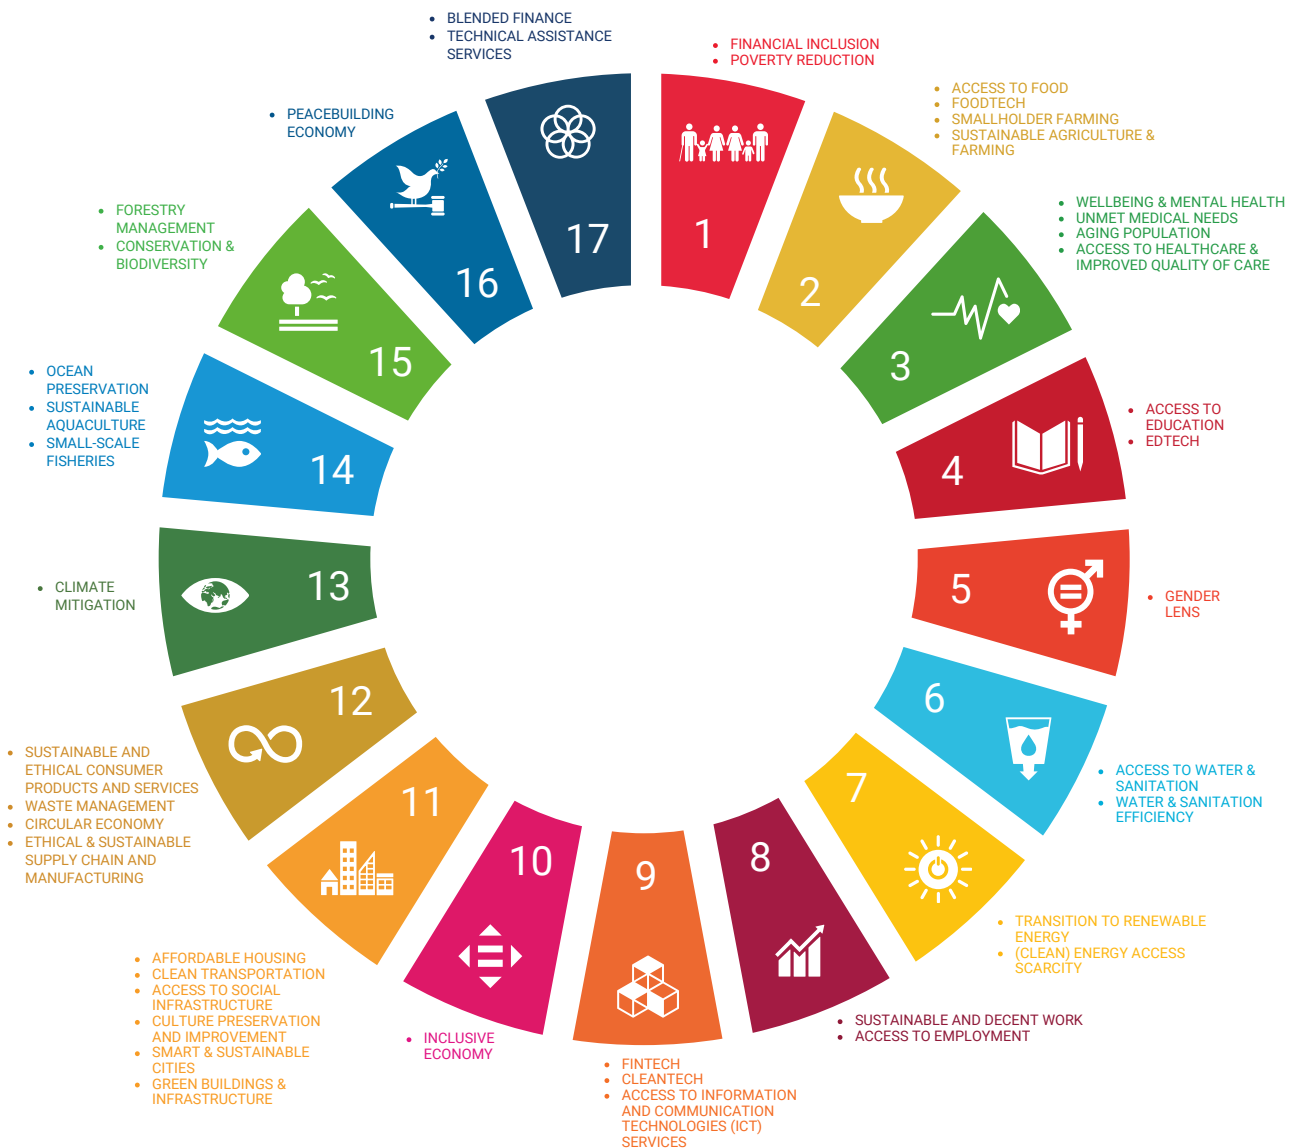 • BLENDED FINANCE
• TECHNICAL ASSISTANCE
SERVICES
17
• FINANCIAL INCLUSION
• POVERTY REDUCTION
1
• ACCESS TO FOOD
• FOODTECH
• SMALLHOLDER FARMING
• SUSTAINABLE AGRICULTURE &
FARMING
2
• WELLBEING & MENTAL HEALTH
• UNMET MEDICAL NEEDS
• AGING POPULATION
• ACCESS TO HEALTHCARE &
IMPROVED QUALITY OF CARE
3
• ACCESS TO
EDUCATION
• EDTECH
4
• GENDER
LENS
5
• ACCESS TO WATER &
SANITATION
• WATER & SANITATION
EFFICIENCY
6
• TRANSITION TO RENEWABLE
ENERGY
• (CLEAN) ENERGY ACCESS
SCARCITY
7
• SUSTAINABLE AND DECENT WORK
• ACCESS TO EMPLOYMENT
8
• FINTECH
• CLEANTECH
• ACCESS TO INFORMATION
AND COMMUNICATION
TECHNOLOGIES (ICT)
SERVICES
9
• INCLUSIVE
ECONOMY
10
• AFFORDABLE HOUSING
• CLEAN TRANSPORTATION
• ACCESS TO SOCIAL
INFRASTRUCTURE
• CULTURE PRESERVATION
AND IMPROVEMENT
• SMART & SUSTAINABLE
CITIES
• GREEN BUILDINGS &
INFRASTRUCTURE
11
• SUSTAINABLE AND
ETHICAL CONSUMER
PRODUCTS AND SERVICES
• WASTE MANAGEMENT
• CIRCULAR ECONOMY
• ETHICAL & SUSTAINABLE
SUPPLY CHAIN AND
MANUFACTURING
12
• CLIMATE
MITIGATION
13
• OCEAN
PRESERVATION
• SUSTAINABLE
AQUACULTURE
• SMALL-SCALE
FISHERIES
14
• FORESTRY
MANAGEMENT
• CONSERVATION &
BIODIVERSITY
15
• PEACEBUILDING
ECONOMY
16